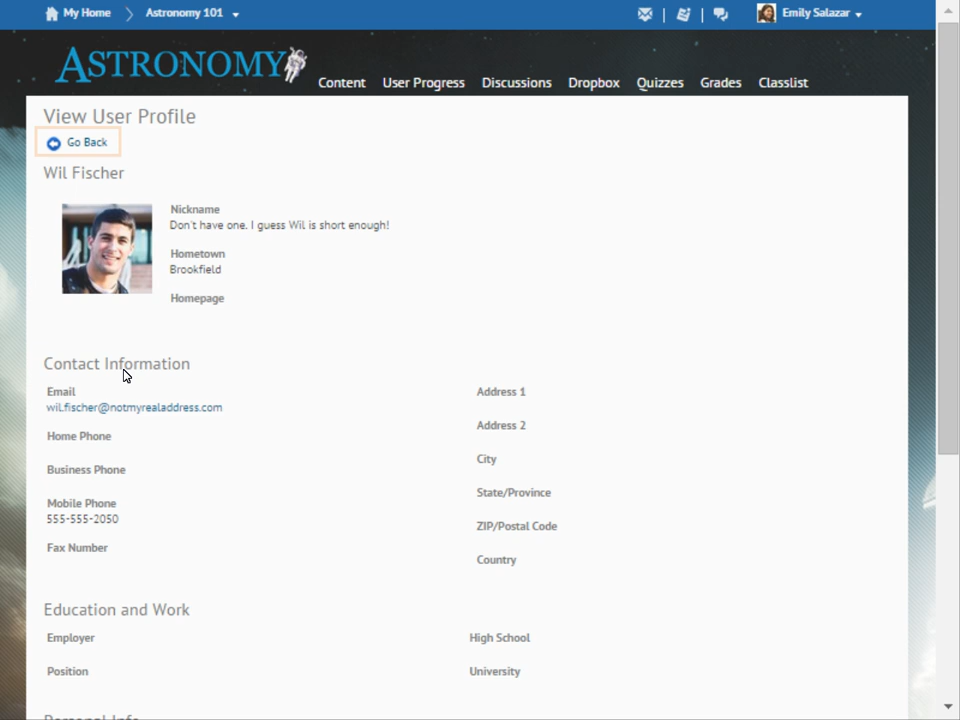 My Home
Astronomy 101
Emily Salazar
ASTRONOMY
Content
User Progress
Discussions
Dropbox
Quizzes
Grades
Classlist
View User Profile
Go Back
Wil Fischer
Nickname
Don't have one. I guess Wil is short enough!
Hometown
Brookfield
Homepage
Contact Information
Email
wil.fischer@notmyrealaddress.com
Home Phone
Business Phone
Mobile Phone
555-555-2050
Fax Number
Address 1
Address 2
City
State/Province
ZIP/Postal Code
Country
Education and Work
Employer
Position
High School
University